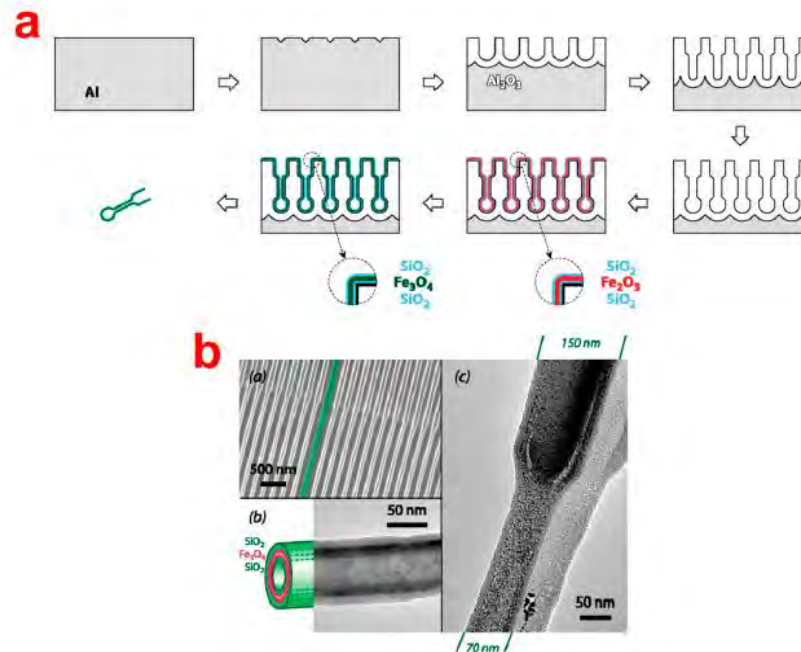 a
Al
Al₂O₃
SiO₂
Fe₃O₄
SiO₂
SiO₂
Fe₂O₃
SiO₂
b
(a)
500 nm
(b)
50 nm
SiO₂
Fe₃O₄
SiO₂
(c)
150 nm
50 nm
70 nm